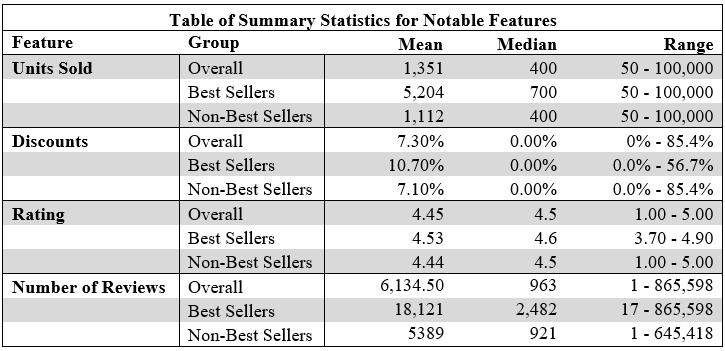 Table of Summary Statistics for Notable Features
Feature Group Mean Median Range
Units Sold Overall 1,351 400 50 - 100,000
Best Sellers 5,204 700 50 - 100,000
Non-Best Sellers 1,112 400 50 - 100,000
Discounts Overall 7.30% 0.00% 0% - 85.4%
Best Sellers 10.70% 0.00% 0.0% - 56.7%
Non-Best Sellers 7.10% 0.00% 0.0% - 85.4%
Rating Overall 4.45 4.5 1.00 - 5.00
Best Sellers 4.53 4.6 3.70 - 4.90
Non-Best Sellers 4.44 4.5 1.00 - 5.00
Number of Reviews Overall 6,134.50 963 1 - 865,598
Best Sellers 18,121 2,482 17 - 865,598
Non-Best Sellers 5389 921 1 - 645,418